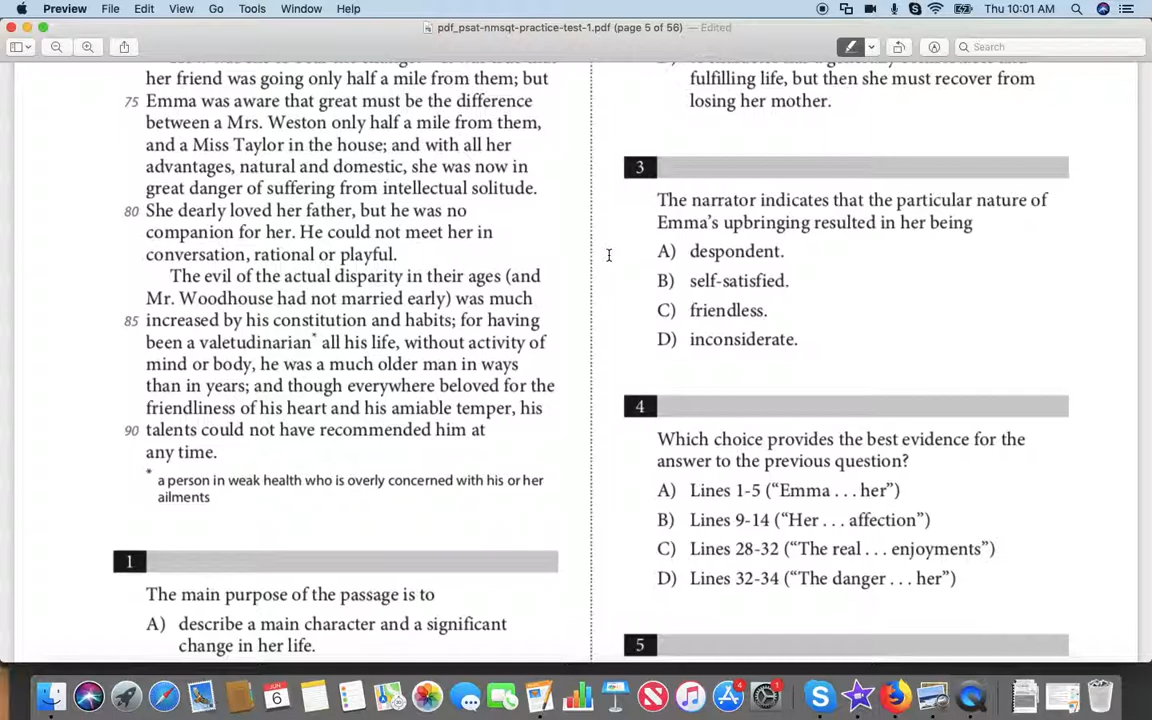 Preview File Edit View Go Tools Window Help Thu 10:01 AM
pdf_psat-nmsqt-practice-test-1.pdf (page 5 of 56) — Edited
Search
her friend was going only half a mile from them; but
75 Emma was aware that great must be the difference
between a Mrs. Weston only half a mile from them,
and a Miss Taylor in the house; and with all her
advantages, natural and domestic, she was now in
great danger of suffering from intellectual solitude.
80 She dearly loved her father, but he was no
companion for her. He could not meet her in
conversation, rational or playful.
The evil of the actual disparity in their ages (and
Mr. Woodhouse had not married early) was much
85 increased by his constitution and habits; for having
been a valetudinarian* all his life, without activity of
mind or body, he was a much older man in ways
than in years; and though everywhere beloved for the
friendliness of his heart and his amiable temper, his
90 talents could not have recommended him at
any time.
* a person in weak health who is overly concerned with his or her
ailments
1
The main purpose of the passage is to
A) describe a main character and a significant
change in her life.
fulfilling life, but then she must recover from
losing her mother.
3
The narrator indicates that the particular nature of
Emma's upbringing resulted in her being
A) despondent.
B) self-satisfied.
C) friendless.
D) inconsiderate.
4
Which choice provides the best evidence for the
answer to the previous question?
A) Lines 1-5 (“Emma . . . her”)
B) Lines 9-14 (“Her . . . affection”)
C) Lines 28-32 (“The real . . . enjoyments”)
D) Lines 32-34 (“The danger . . . her”)
5